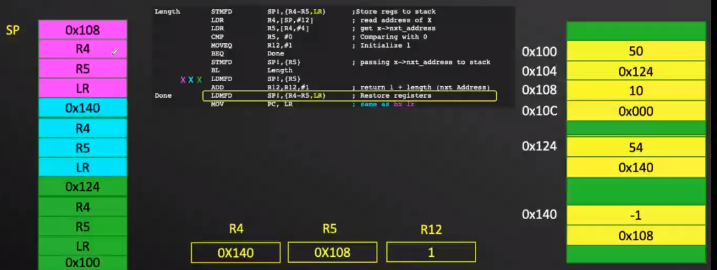 SP
0x108
R4
R5
LR
0x140
R4
R5
LR
0x124
R4
R5
LR
0x100
Length STMFD SP!,{R4-R5,LR} ;Store regs to stack
LDR R4,[SP,#12] ; read address of X
LDR R5,[R4,#4] ; get x->nxt_address
CMP R5, #0 ; Comparing with 0
MOVEQ R12,#1 ; Initialize 1
BEQ Done
STMFD SP!,{R5} ; passing x->nxt_address to stack
BL Length
X X X LDMFD SP!,{R5}
ADD R12,R12,#1 ; return 1 + length (nxt Address)
Done LDMFD SP!,{R4-R5,LR} ; Restore registers
MOV PC, LR ; same as bx lr
R4 R5 R12
0X140 0X108 1
0x100 50
0x104 0x124
0x108 10
0x10C 0x000
0x124 54
0x140
0x140 -1
0x108